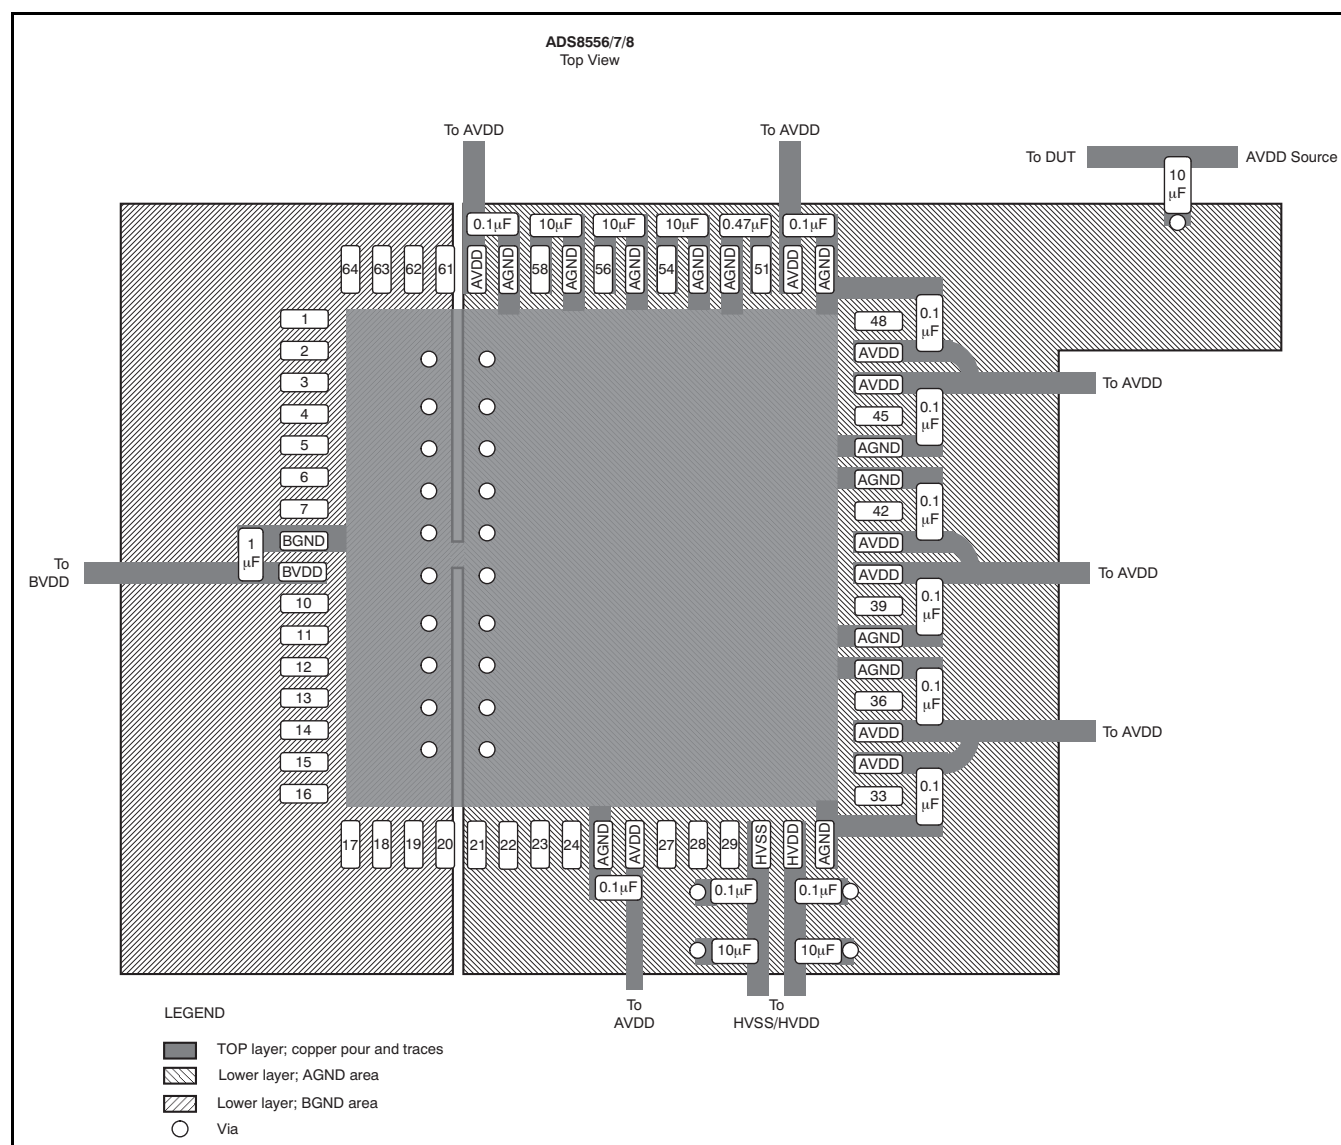 ADS8556/7/8
Top View
To AVDD
To AVDD
To DUT
AVDD Source
10
µF
0.1µF
10µF
10µF
10µF
0.47µF
0.1µF
64
63
62
61
AVDD
AGND
58
AGND
56
AGND
54
AGND
AGND
51
AVDD
AGND
1
2
3
4
5
6
7
BGND
BVDD
10
11
12
13
14
15
16
1
µF
To
BVDD
48
AVDD
AVDD
45
AGND
AGND
42
AVDD
AVDD
39
AGND
AGND
36
AVDD
AVDD
33
0.1
µF
0.1
µF
0.1
µF
0.1
µF
0.1
µF
0.1
µF
To AVDD
To AVDD
To AVDD
17
18
19
20
21
22
23
24
AGND
AVDD
27
28
29
HVSS
HVDD
AGND
0.1µF
0.1µF
0.1µF
10µF
10µF
To
AVDD
To
HVSS/HVDD
LEGEND
TOP layer; copper pour and traces
Lower layer; AGND area
Lower layer; BGND area
Via